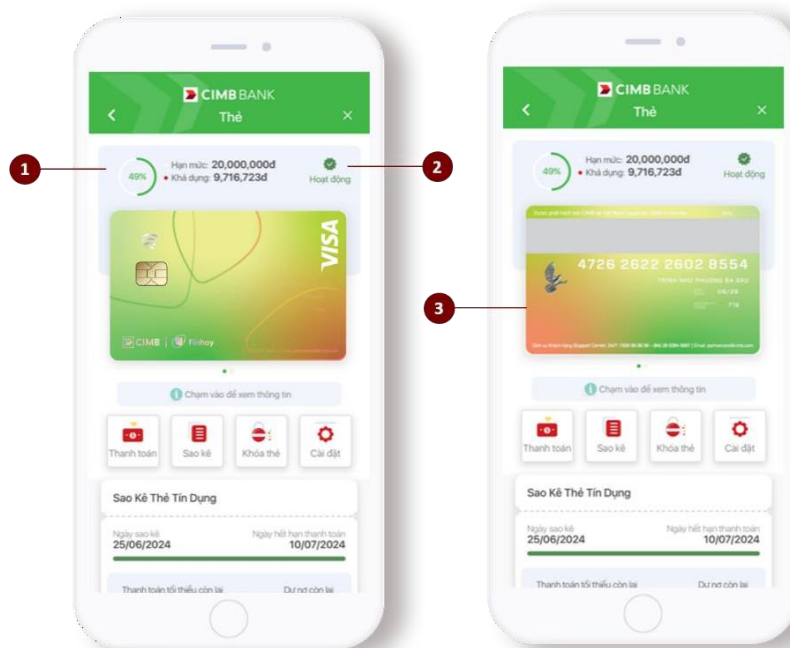 CIMB BANK
Thẻ
1
49%
Hạn mức: 20,000,000đ
Khả dụng: 9,716,723đ
Hoạt động
2
VISA
CIMB | Finhay
Chạm vào để xem thông tin
Thanh toán
Sao kê
Khóa thẻ
Cài đặt
Sao Kê Thẻ Tín Dụng
Ngày sao kê
Ngày hết hạn thanh toán
25/06/2024
10/07/2024
Thanh toán tối thiểu còn lại
Dư nợ còn lại
CIMB BANK
Thẻ
49%
Hạn mức: 20,000,000đ
Khả dụng: 9,716,723đ
Hoạt động
3
4726 2622 2602 8554
06/28
Chạm vào để xem thông tin
Thanh toán
Sao kê
Khóa thẻ
Cài đặt
Sao Kê Thẻ Tín Dụng
Ngày sao kê
Ngày hết hạn thanh toán
25/06/2024
10/07/2024
Thanh toán tối thiểu còn lại
Dư nợ còn lại